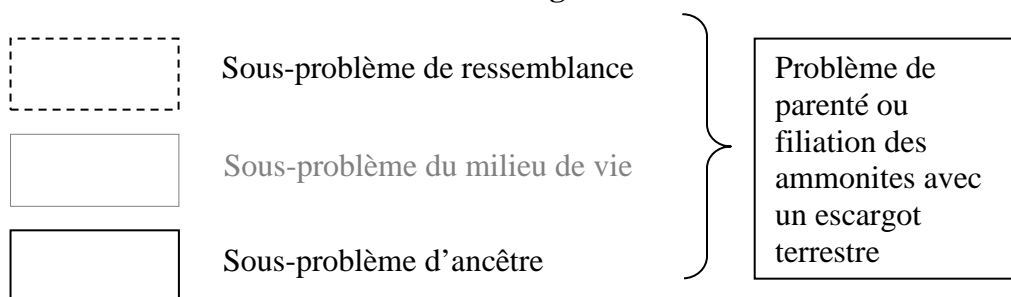 Sous-problème de ressemblance
Sous-problème du milieu de vie
Sous-problème d’ancêtre
Problème de
parenté ou
filiation des
ammonites avec
un escargot
terrestre